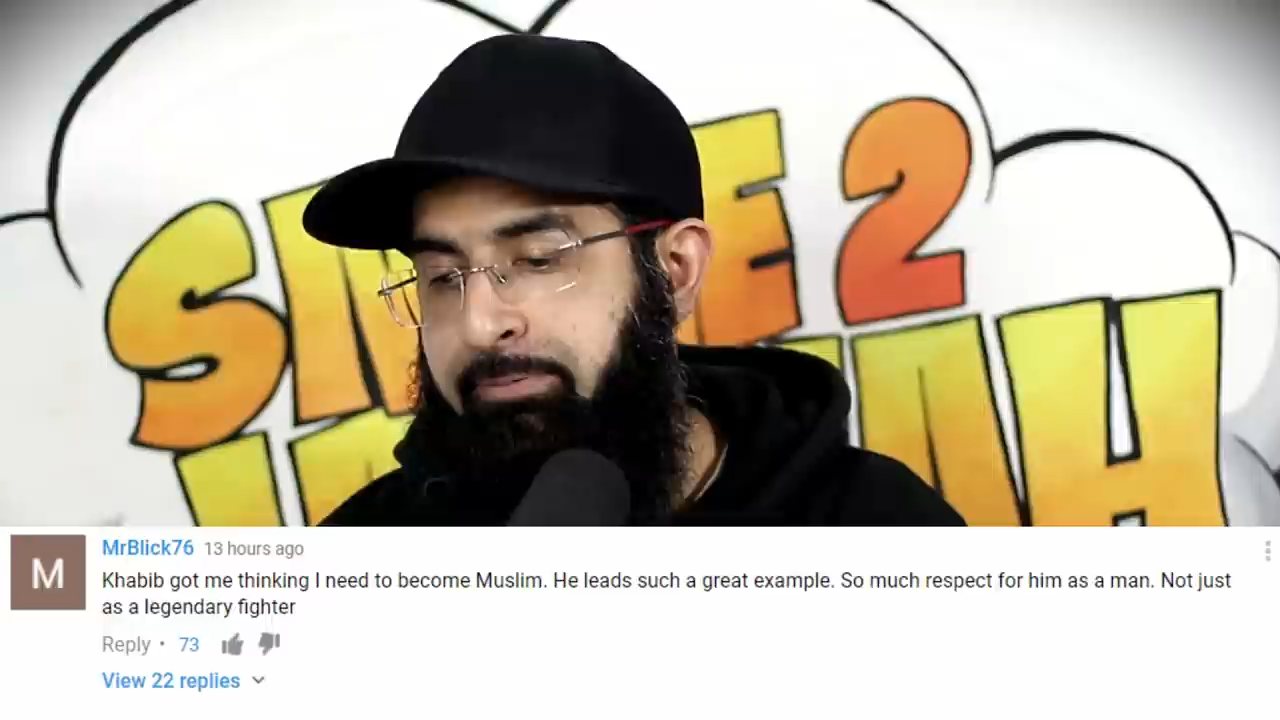 2
M
MrBlick76 13 hours ago
Khabib got me thinking I need to become Muslim. He leads such a great example. So much respect for him as a man. Not just
as a legendary fighter
Reply • 73
View 22 replies